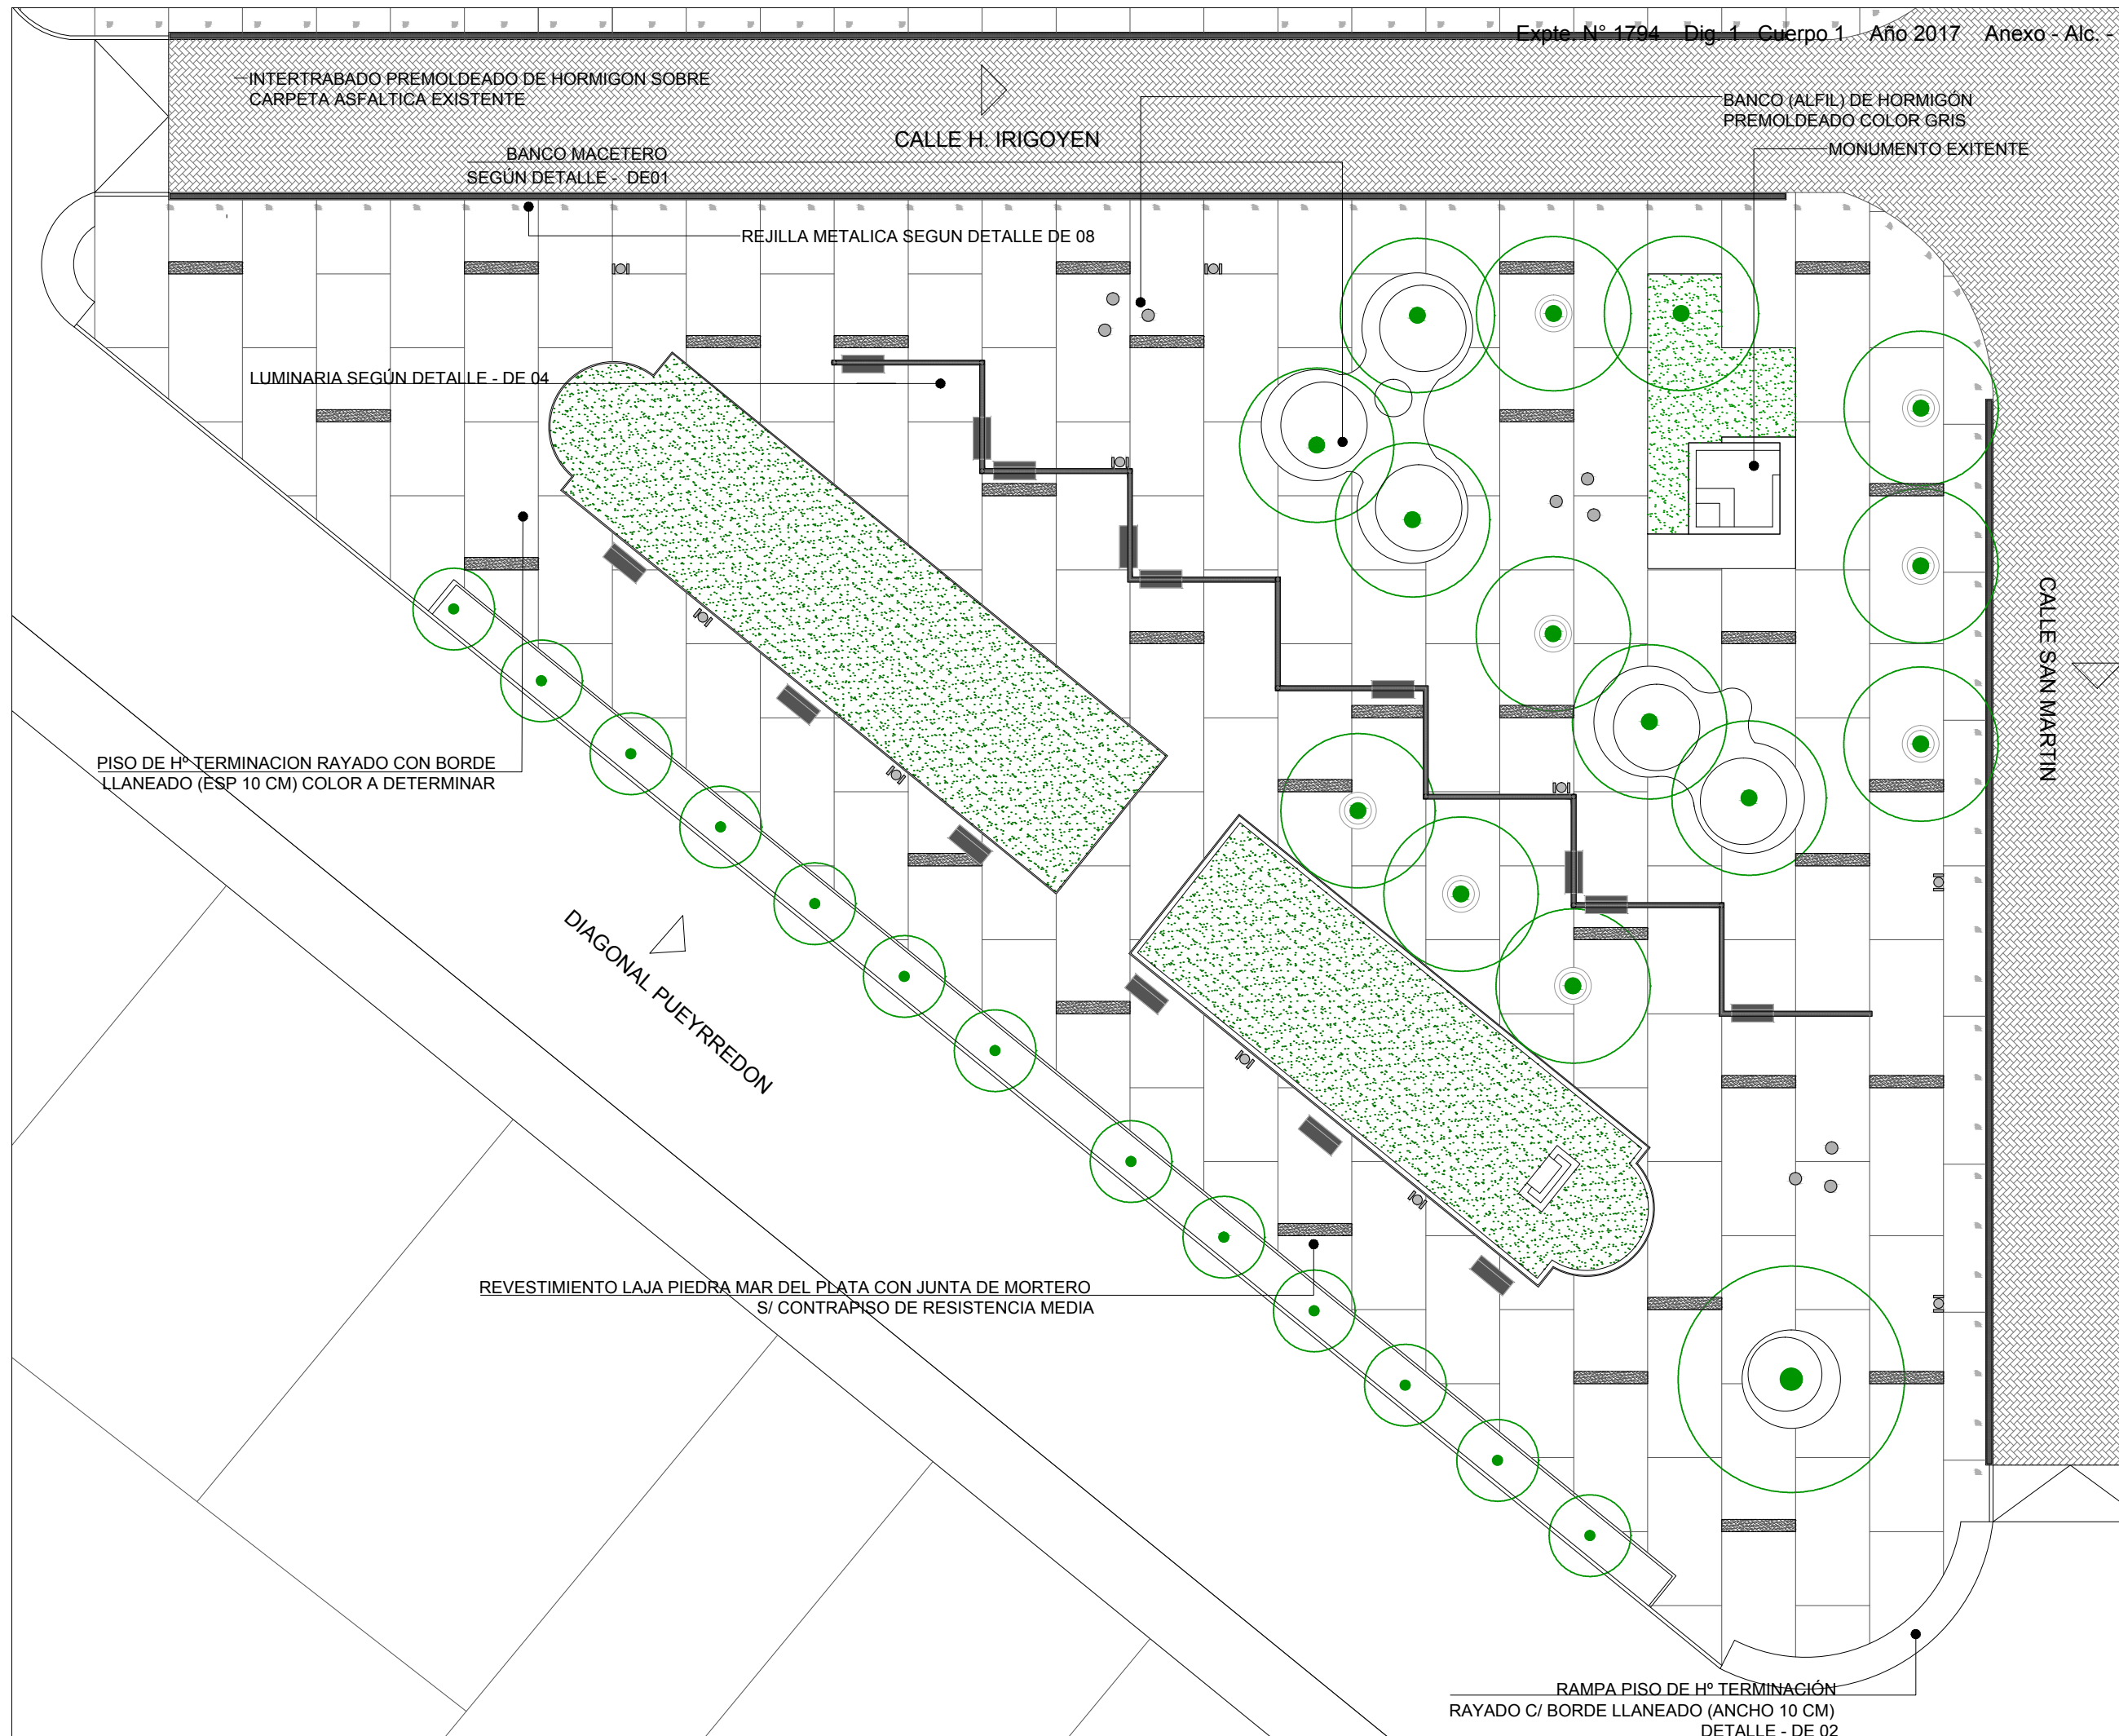 Expte. N° 1794 Dig. 1 Cuerpo 1 Año 2017 Anexo - Alc. -
INTERTRABADO PREMOLDEADO DE HORMIGON SOBRE
CARPETA ASFALTICA EXISTENTE
BANCO (ALFIL) DE HORMIGÓN
PREMOLDEADO COLOR GRIS
CALLE H. IRIGOYEN
MONUMENTO EXITENTE
BANCO MACETERO
SEGÚN DETALLE - DE01
REJILLA METALICA SEGUN DETALLE DE 08
LUMINARIA SEGÚN DETALLE - DE 04
CALLE SAN MARTIN
PISO DE Hº TERMINACION RAYADO CON BORDE
LLANEADO (ESP 10 CM) COLOR A DETERMINAR
DIAGONAL PUEYRREDON
REVESTIMIENTO LAJA PIEDRA MAR DEL PLATA CON JUNTA DE MORTERO
S/ CONTRAPISO DE RESISTENCIA MEDIA
RAMPA PISO DE Hº TERMINACIÓN
RAYADO C/ BORDE LLANEADO (ANCHO 10 CM)
DETALLE - DE 02